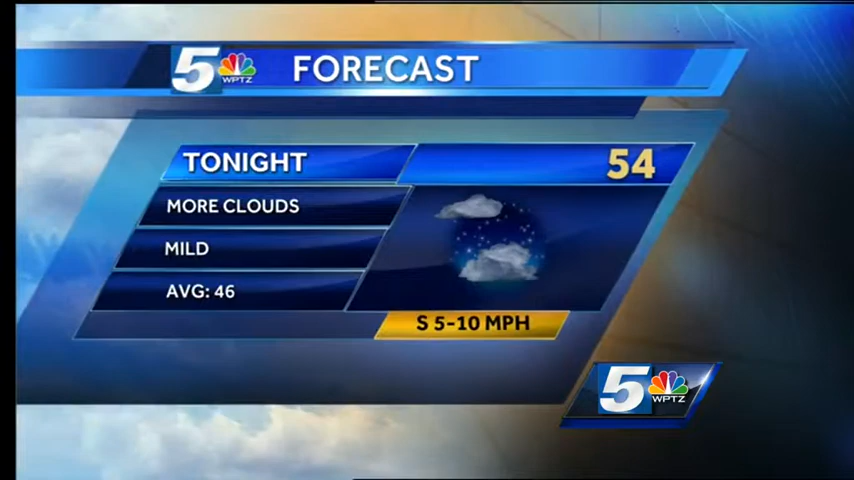 5 WPTZ FORECAST
TONIGHT 54
MORE CLOUDS
MILD
AVG: 46
S 5-10 MPH
5 WPTZ